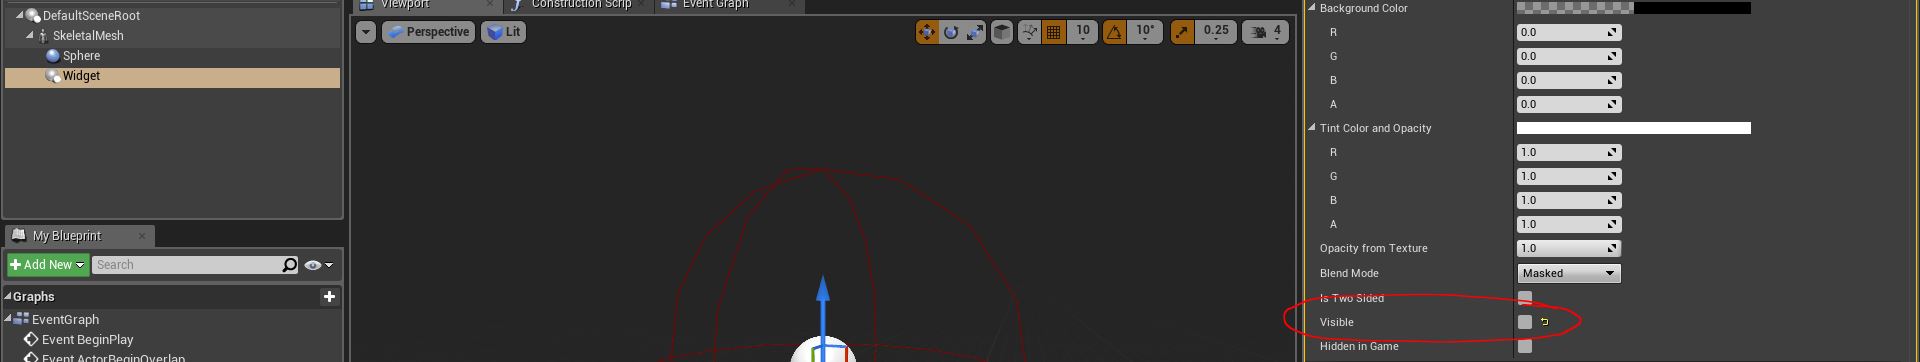 DefaultSceneRoot
SkeletalMesh
Sphere
Widget
My Blueprint
+ Add New
Search
Graphs
EventGraph
Event BeginPlay
Event ActorBeginOverlap
Viewport
Construction Scrip
Event Graph
Perspective
Lit
10
10°
0.25
4
Background Color
R 0.0
G 0.0
B 0.0
A 0.0
Tint Color and Opacity
R 1.0
G 1.0
B 1.0
A 1.0
Opacity from Texture 1.0
Blend Mode Masked
Is Two Sided
Visible
Hidden in Game